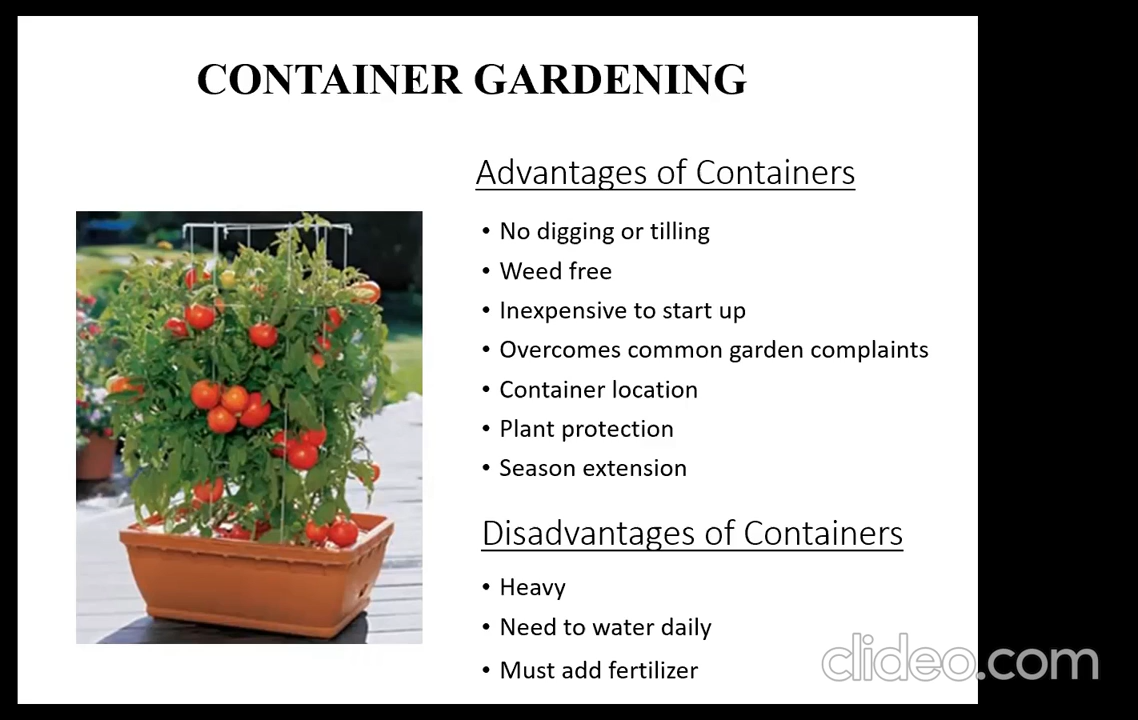 CONTAINER GARDENING
Advantages of Containers
• No digging or tilling
• Weed free
• Inexpensive to start up
• Overcomes common garden complaints
• Container location
• Plant protection
• Season extension
Disadvantages of Containers
• Heavy
• Need to water daily
• Must add fertilizer
clideo.com